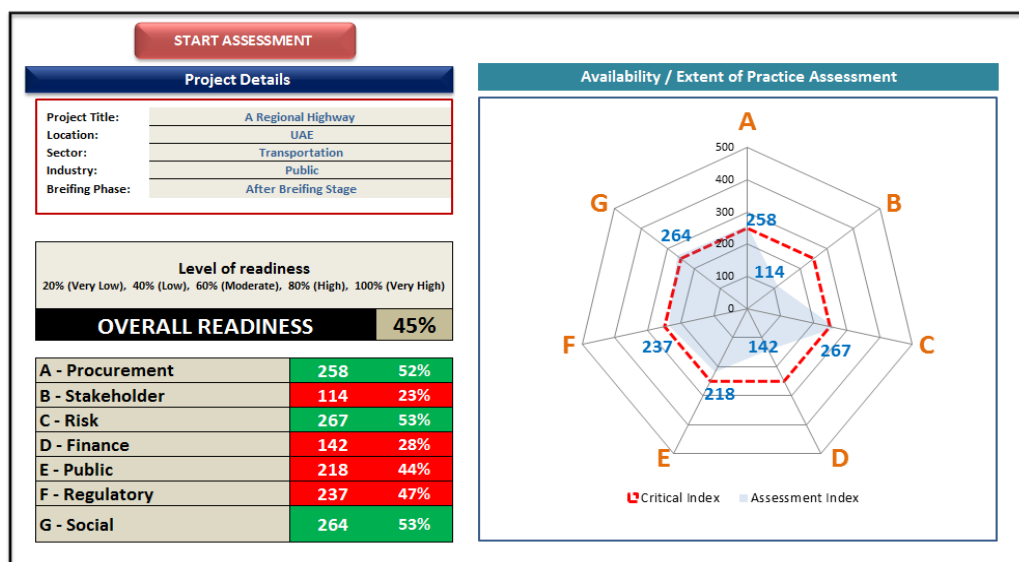 START ASSESSMENT
Project Details
Project Title: A Regional Highway
Location: UAE
Sector: Transportation
Industry: Public
Breifing Phase: After Breifing Stage
Level of readiness
20% (Very Low), 40% (Low), 60% (Moderate), 80% (High), 100% (Very High)
OVERALL READINESS 45%
A - Procurement 258 52%
B - Stakeholder 114 23%
C - Risk 267 53%
D - Finance 142 28%
E - Public 218 44%
F - Regulatory 237 47%
G - Social 264 53%
Availability / Extent of Practice Assessment
A
500
400
300
200
100
0
G
B
264
258
114
F
237
142
267
C
218
E
D
Critical Index
Assessment Index